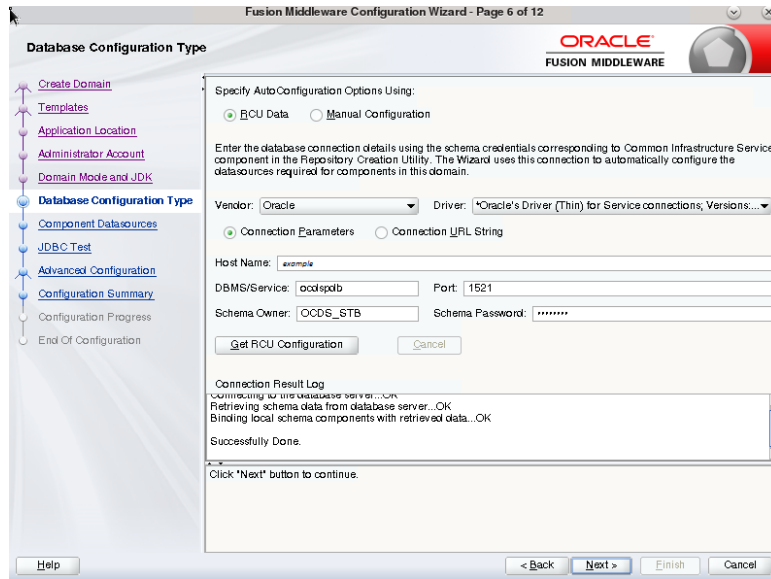 Fusion Middleware Configuration Wizard - Page 6 of 12
Database Configuration Type
ORACLE
FUSION MIDDLEWARE
Create Domain
Templates
Application Location
Administrator Account
Domain Mode and JDK
Database Configuration Type
Component Datasources
JDBC Test
Advanced Configuration
Configuration Summary
Configuration Progress
End Of Configuration
Specify AutoConfiguration Options Using:
RCU Data Manual Configuration
Enter the database connection details using the schema credentials corresponding to Common Infrastructure Service
component in the Repository Creation Utility. The Wizard uses this connection to automatically configure the
datasources required for components in this domain.
Vendor: Oracle Driver: *Oracle's Driver (Thin) for Service connections; Versions:...
Connection Parameters Connection URL String
Host Name: example
DBMS/Service: ocdspdb Port: 1521
Schema Owner: OCDS_STB Schema Password: ••••••••
Get RCU Configuration Cancel
Connection Result Log
Connecting to the database server...OK
Retrieving schema data from database server...OK
Binding local schema components with retrieved data...OK
Successfully Done.
Click "Next" button to continue.
Help < Back Next > Finish Cancel